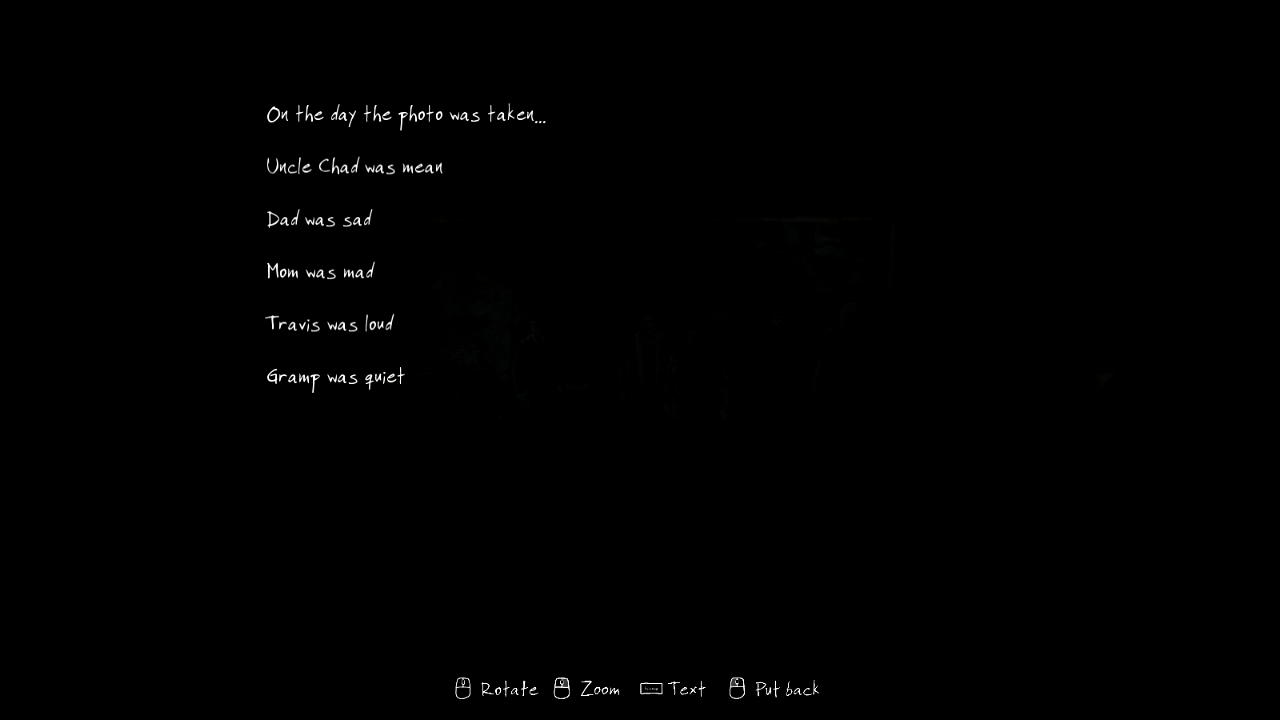 On the day the photo was taken...
Uncle Chad was mean
Dad was sad
Mom was mad
Travis was loud
Gramp was quiet
Rotate Zoom Text Put back